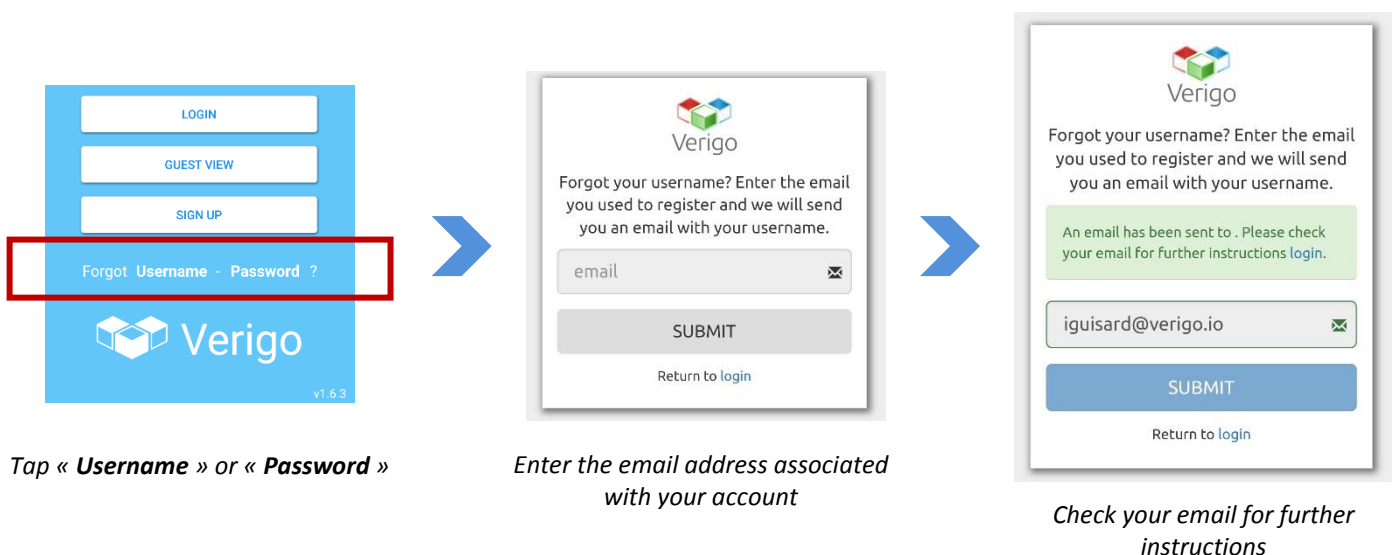 LOGIN
GUEST VIEW
SIGN UP
Forgot Username - Password ?
Verigo
v1.6.3
Tap « Username » or « Password »
Verigo
Forgot your username? Enter the email
you used to register and we will send
you an email with your username.
email
SUBMIT
Return to login
Enter the email address associated
with your account
Verigo
Forgot your username? Enter the email
you used to register and we will send
you an email with your username.
An email has been sent to . Please check
your email for further instructions login.
iguisard@verigo.io
SUBMIT
Return to login
Check your email for further
instructions